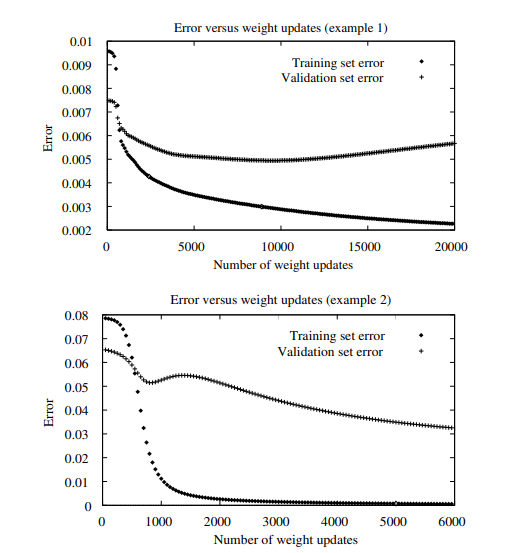 Error versus weight updates (example 1)
0.01
0.009
0.008
0.007
0.006
0.005
0.004
0.003
0.002
Error
Training set error
Validation set error
0 5000 10000 15000 20000
Number of weight updates
Error versus weight updates (example 2)
0.08
0.07
0.06
0.05
0.04
0.03
0.02
0.01
0
Error
Training set error
Validation set error
0 1000 2000 3000 4000 5000 6000
Number of weight updates